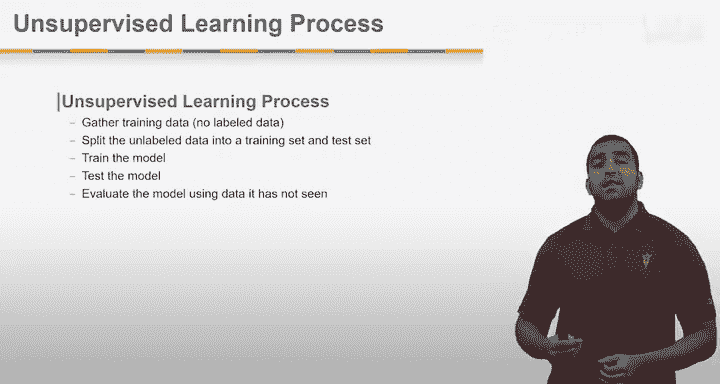 Unsupervised Learning Process
Unsupervised Learning Process
– Gather training data (no labeled data)
– Split the unlabeled data into a training set and test set
– Train the model
– Test the model
– Evaluate the model using data it has not seen